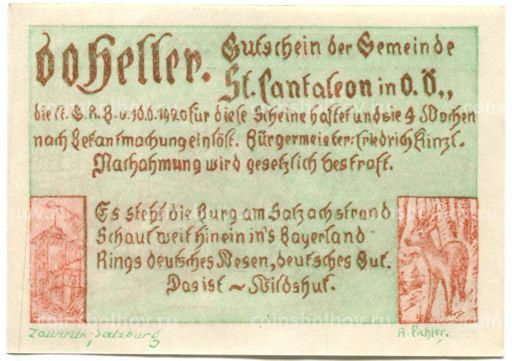 80 Heller. Gutschein der Gemeinde
St. Pantaleon in O. Ö.,
die lt. G. R. B. v. 10.6.1920 für diese Scheine haftet und sie 4 Wochen
nach Bekantmachung einlöst. Bürgermeister: Friedrich Kinzl.
Nachahmung wird gesetzlich bestraft.
Es steht die Burg am Salzachstrand
Schaut weit hinein in's Bayerland
Rings deutsches Wesen, deutsches Gut.
Das ist ~ Wildshut.
Salzburg
A. Pichler.